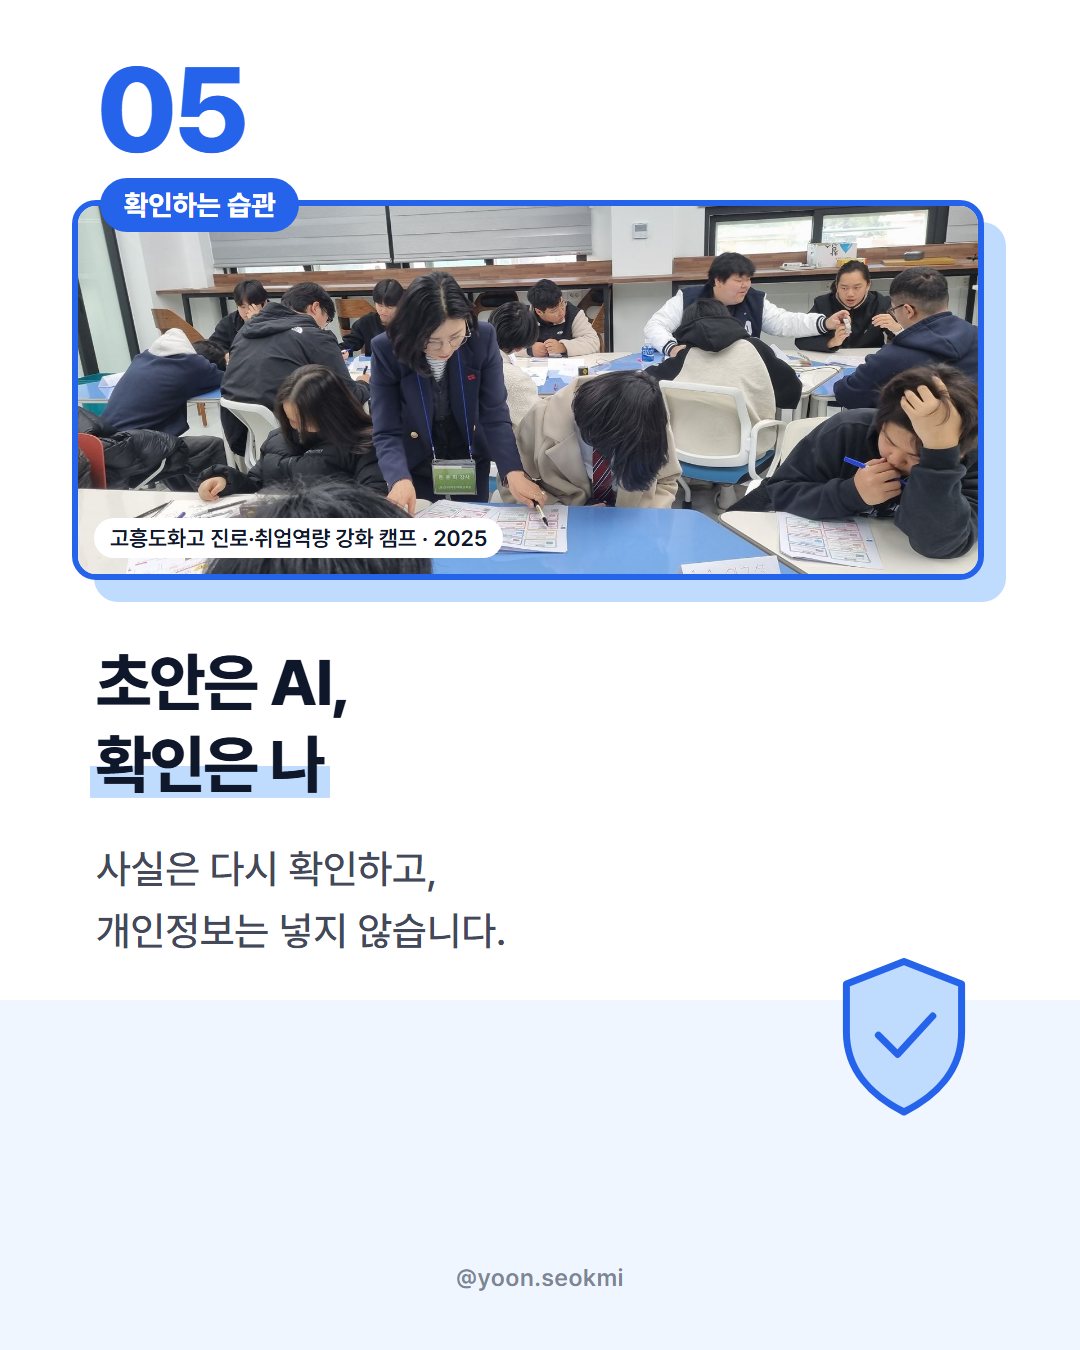 05
확인하는 습관
고흥도화고 진로·취업역량 강화 캠프 · 2025
초안은 AI,
확인은 나
사실은 다시 확인하고,
개인정보는 넣지 않습니다.
@yoon.seokmi